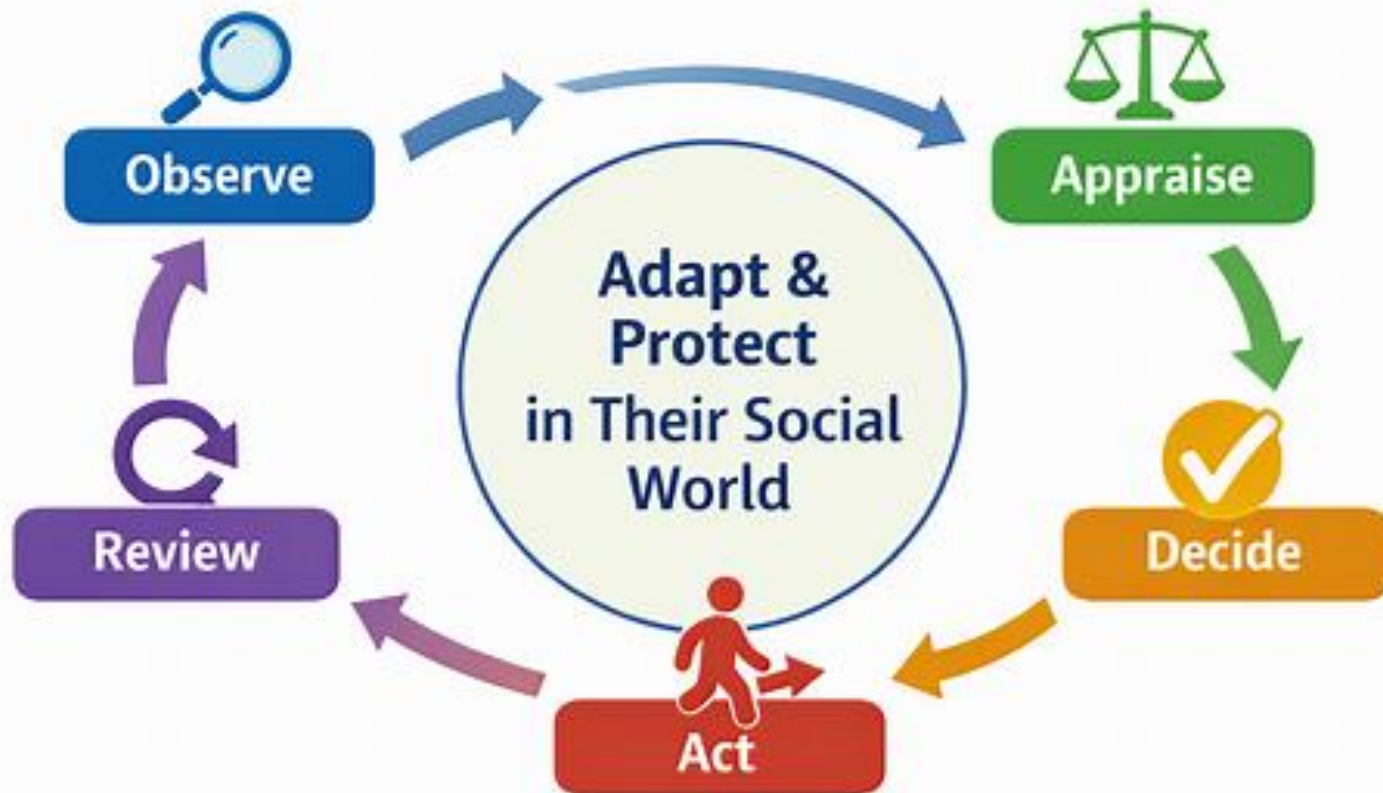 Observe
Appraise
Adapt &
Protect
in Their Social
World
Review
Decide
Act